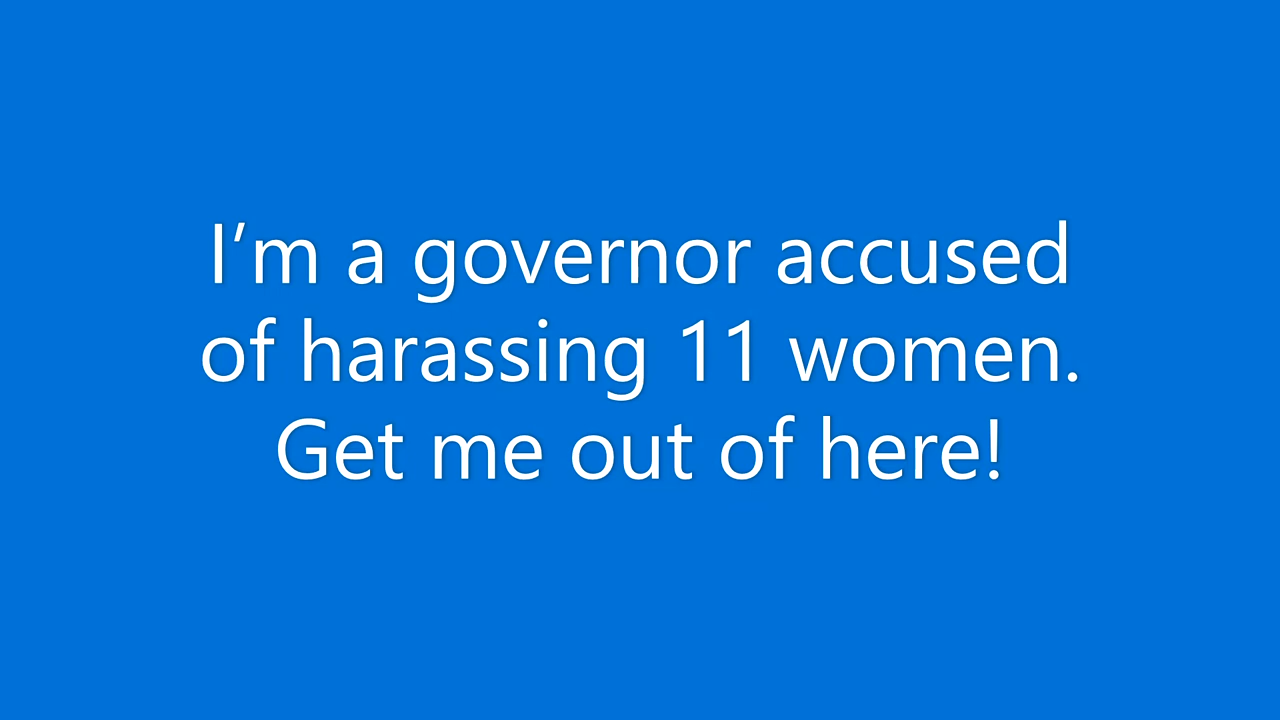 I’m a governor accused
of harassing 11 women.
Get me out of here!